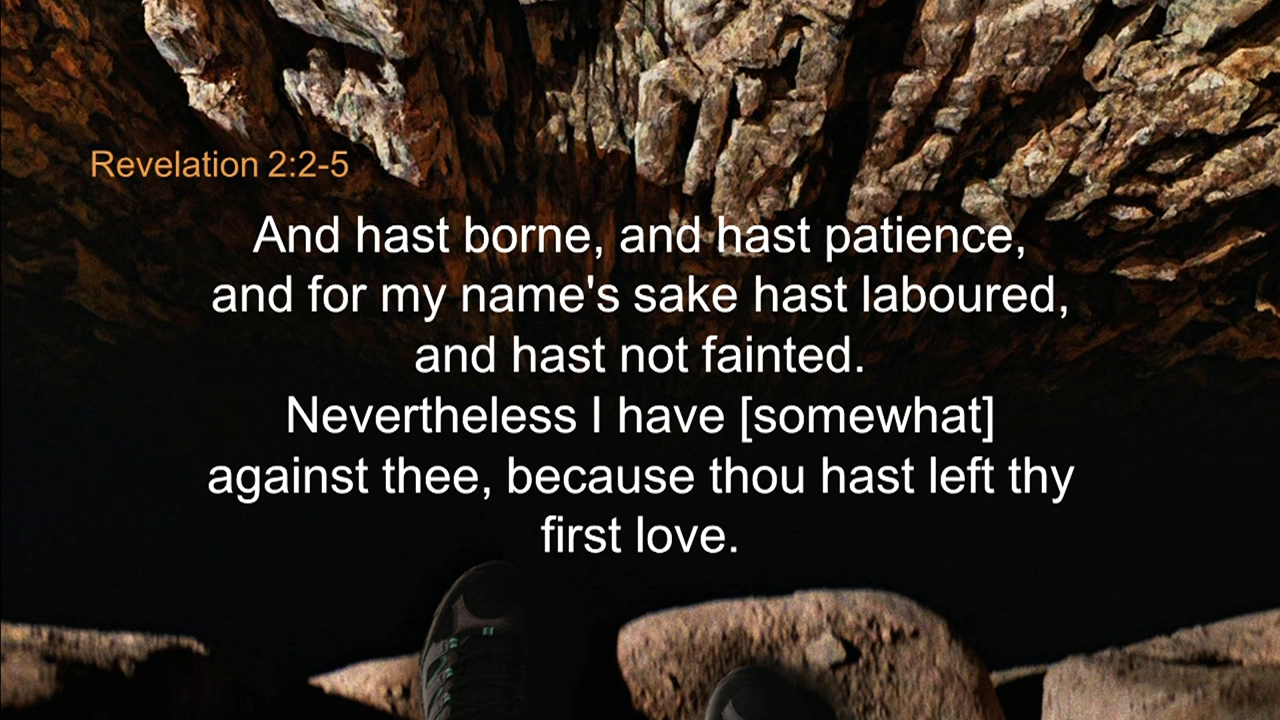 Revelation 2:2-5
And hast borne, and hast patience,
and for my name's sake hast laboured,
and hast not fainted.
Nevertheless I have [somewhat]
against thee, because thou hast left thy
first love.